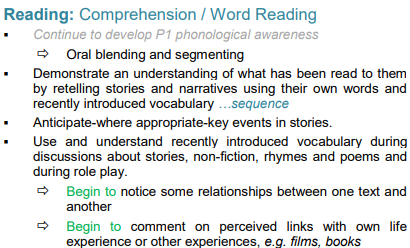 Reading: Comprehension / Word Reading
▪ Continue to develop P1 phonological awareness
⇨ Oral blending and segmenting
▪ Demonstrate an understanding of what has been read to them
by retelling stories and narratives using their own words and
recently introduced vocabulary …sequence
▪ Anticipate-where appropriate-key events in stories.
▪ Use and understand recently introduced vocabulary during
discussions about stories, non-fiction, rhymes and poems and
during role play.
⇨ Begin to notice some relationships between one text and
another
⇨ Begin to comment on perceived links with own life
experience or other experiences, e.g. films, books